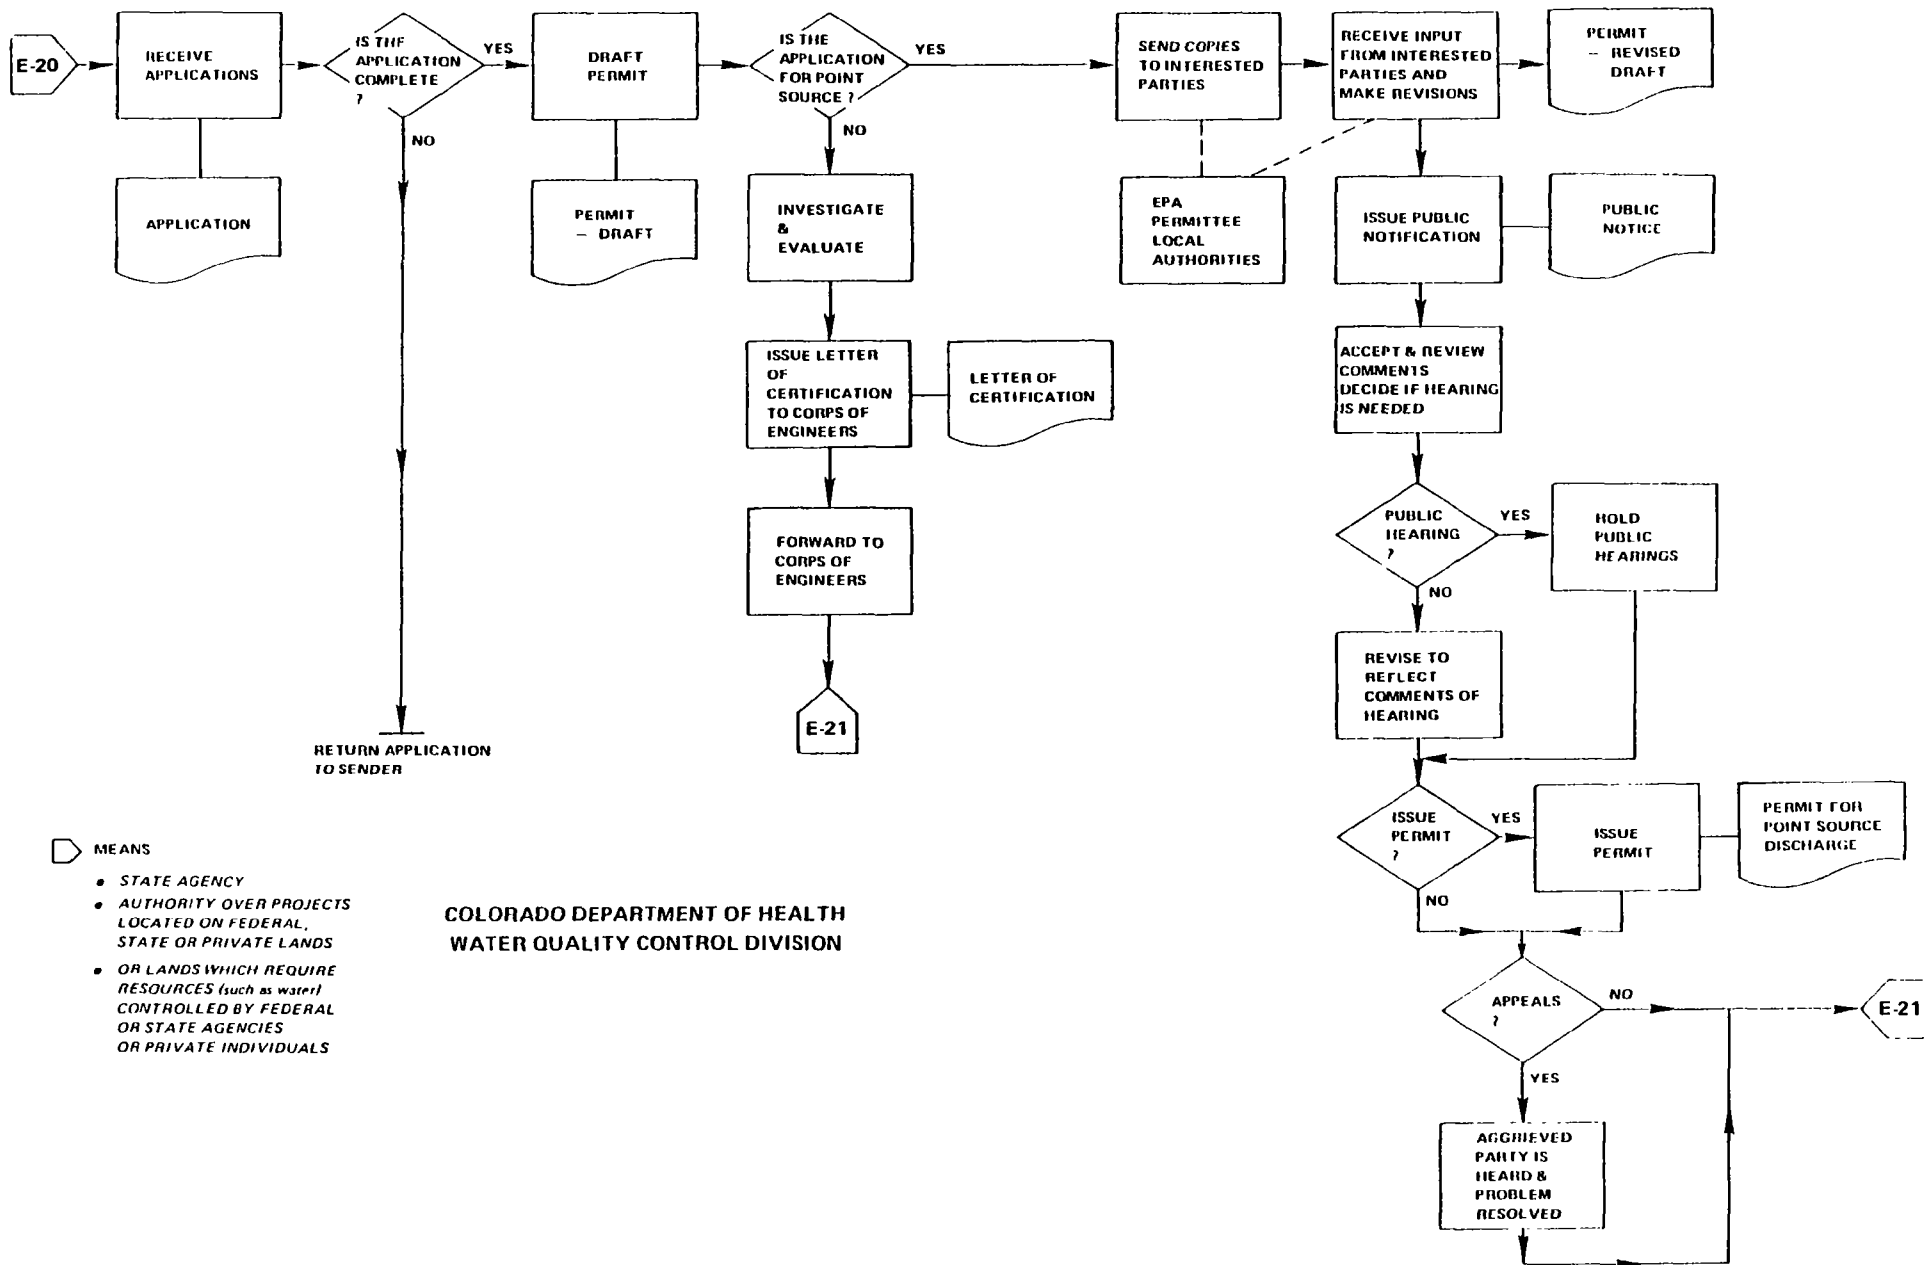 E-20
RECEIVE
APPLICATIONS
IS THE
APPLICATION
COMPLETE
?
YES
NO
DRAFT
PERMIT
IS THE
APPLICATION
FOR POINT
SOURCE ?
YES
NO
SEND COPIES
TO INTERESTED
PARTIES
RECEIVE INPUT
FROM INTERESTED
PARTIES AND
MAKE REVISIONS
PERMIT
– REVISED
DRAFT
APPLICATION
PERMIT
– DRAFT
INVESTIGATE
&
EVALUATE
EPA
PERMITTEE
LOCAL
AUTHORITIES
ISSUE PUBLIC
NOTIFICATION
PUBLIC
NOTICE
ISSUE LETTER
OF
CERTIFICATION
TO CORPS OF
ENGINEERS
LETTER OF
CERTIFICATION
ACCEPT & REVIEW
COMMENTS
DECIDE IF HEARING
IS NEEDED
FORWARD TO
CORPS OF
ENGINEERS
PUBLIC
HEARING
?
YES
NO
HOLD
PUBLIC
HEARINGS
REVISE TO
REFLECT
COMMENTS OF
HEARING
E-21
RETURN APPLICATION
TO SENDER
ISSUE
PERMIT
?
YES
NO
ISSUE
PERMIT
PERMIT FOR
POINT SOURCE
DISCHARGE
MEANS
• STATE AGENCY
• AUTHORITY OVER PROJECTS
LOCATED ON FEDERAL,
STATE OR PRIVATE LANDS
• OR LANDS WHICH REQUIRE
RESOURCES (such as water)
CONTROLLED BY FEDERAL
OR STATE AGENCIES
OR PRIVATE INDIVIDUALS
COLORADO DEPARTMENT OF HEALTH
WATER QUALITY CONTROL DIVISION
APPEALS
?
NO
YES
E-21
AGGRIEVED
PARTY IS
HEARD &
PROBLEM
RESOLVED